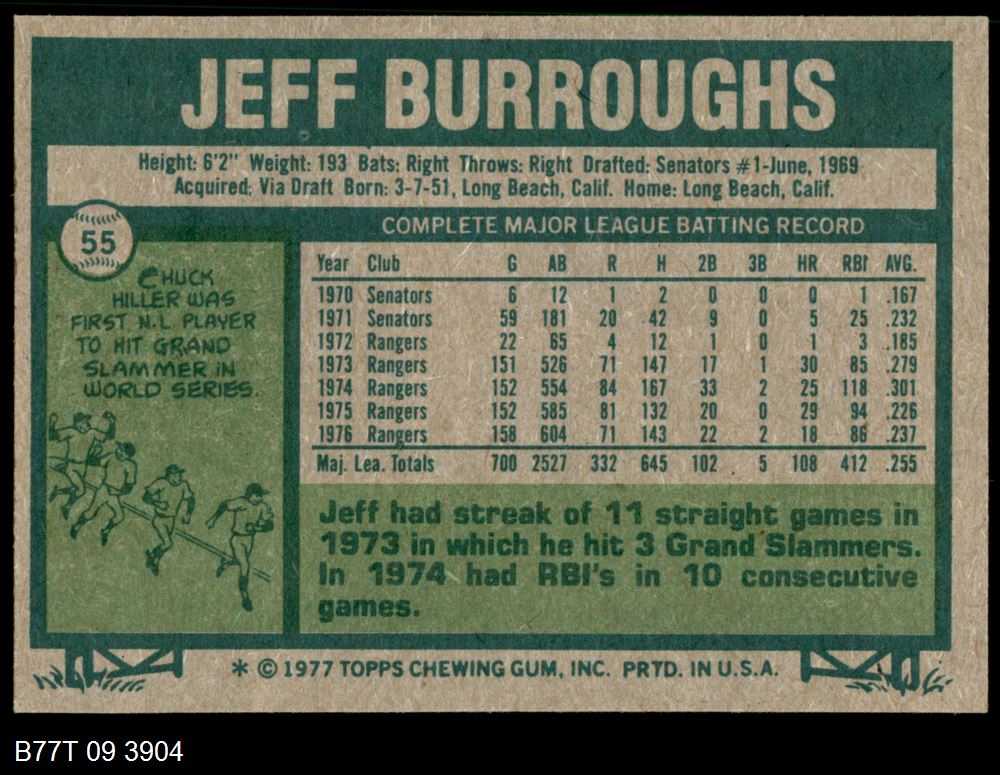 JEFF BURROUGHS
Height: 6'2" Weight: 193 Bats: Right Throws: Right Drafted: Senators #1-June, 1969
Acquired: Via Draft Born: 3-7-51, Long Beach, Calif. Home: Long Beach, Calif.
55
CHUCK
HILLER WAS
FIRST N.L. PLAYER
TO HIT GRAND
SLAMMER IN
WORLD SERIES.
COMPLETE MAJOR LEAGUE BATTING RECORD
Year Club G AB R H 2B 3B HR RBI AVG.
1970 Senators 6 12 1 2 0 0 0 1 .167
1971 Senators 59 181 20 42 9 0 5 25 .232
1972 Rangers 22 65 4 12 1 0 1 3 .185
1973 Rangers 151 526 71 147 17 1 30 85 .279
1974 Rangers 152 554 84 167 33 2 25 118 .301
1975 Rangers 152 585 81 132 20 0 29 94 .226
1976 Rangers 158 604 71 143 22 2 18 86 .237
Maj. Lea. Totals 700 2527 332 645 102 5 108 412 .255
Jeff had streak of 11 straight games in
1973 in which he hit 3 Grand Slammers.
In 1974 had RBI's in 10 consecutive
games.
* © 1977 TOPPS CHEWING GUM, INC. PRTD. IN U.S.A.
B77T 09 3904